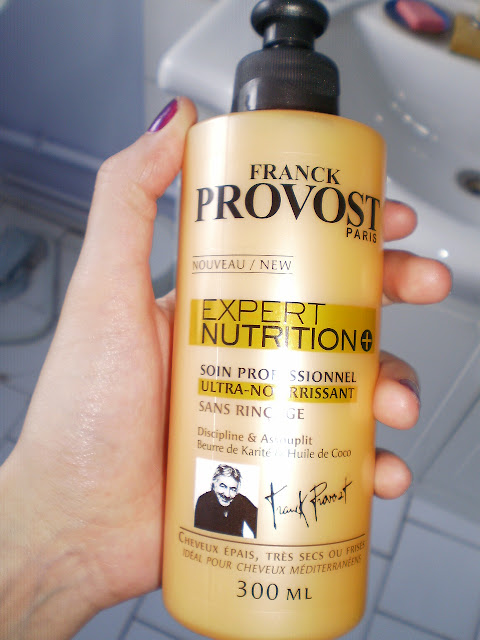 FRANCK
PROVOST
PARIS
NOUVEAU / NEW
EXPERT
NUTRITION+
SOIN PROFESSIONNEL
ULTRA-NOURRISSANT
SANS RINÇAGE
Discipline & Assouplit
Beurre de Karité & Huile de Coco
Franck Provost
CHEVEUX ÉPAIS, TRÈS SECS OU FRISÉS
IDÉAL POUR CHEVEUX MÉDITERRANÉENS
300 ML